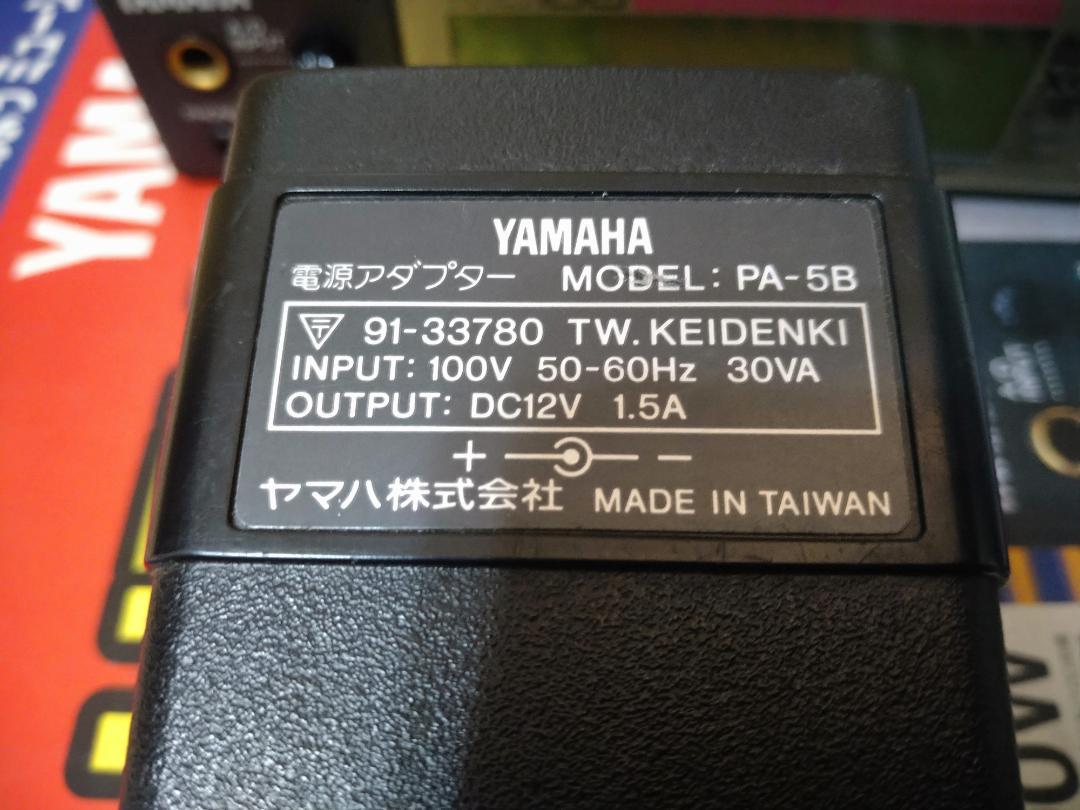 YAMAHA
電源アダプター MODEL: PA-5B
〒 91-33780 TW. KEIDENKI
INPUT: 100V 50-60Hz 30VA
OUTPUT: DC12V 1.5A
+ -
ヤマハ株式会社 MADE IN TAIWAN
YAM